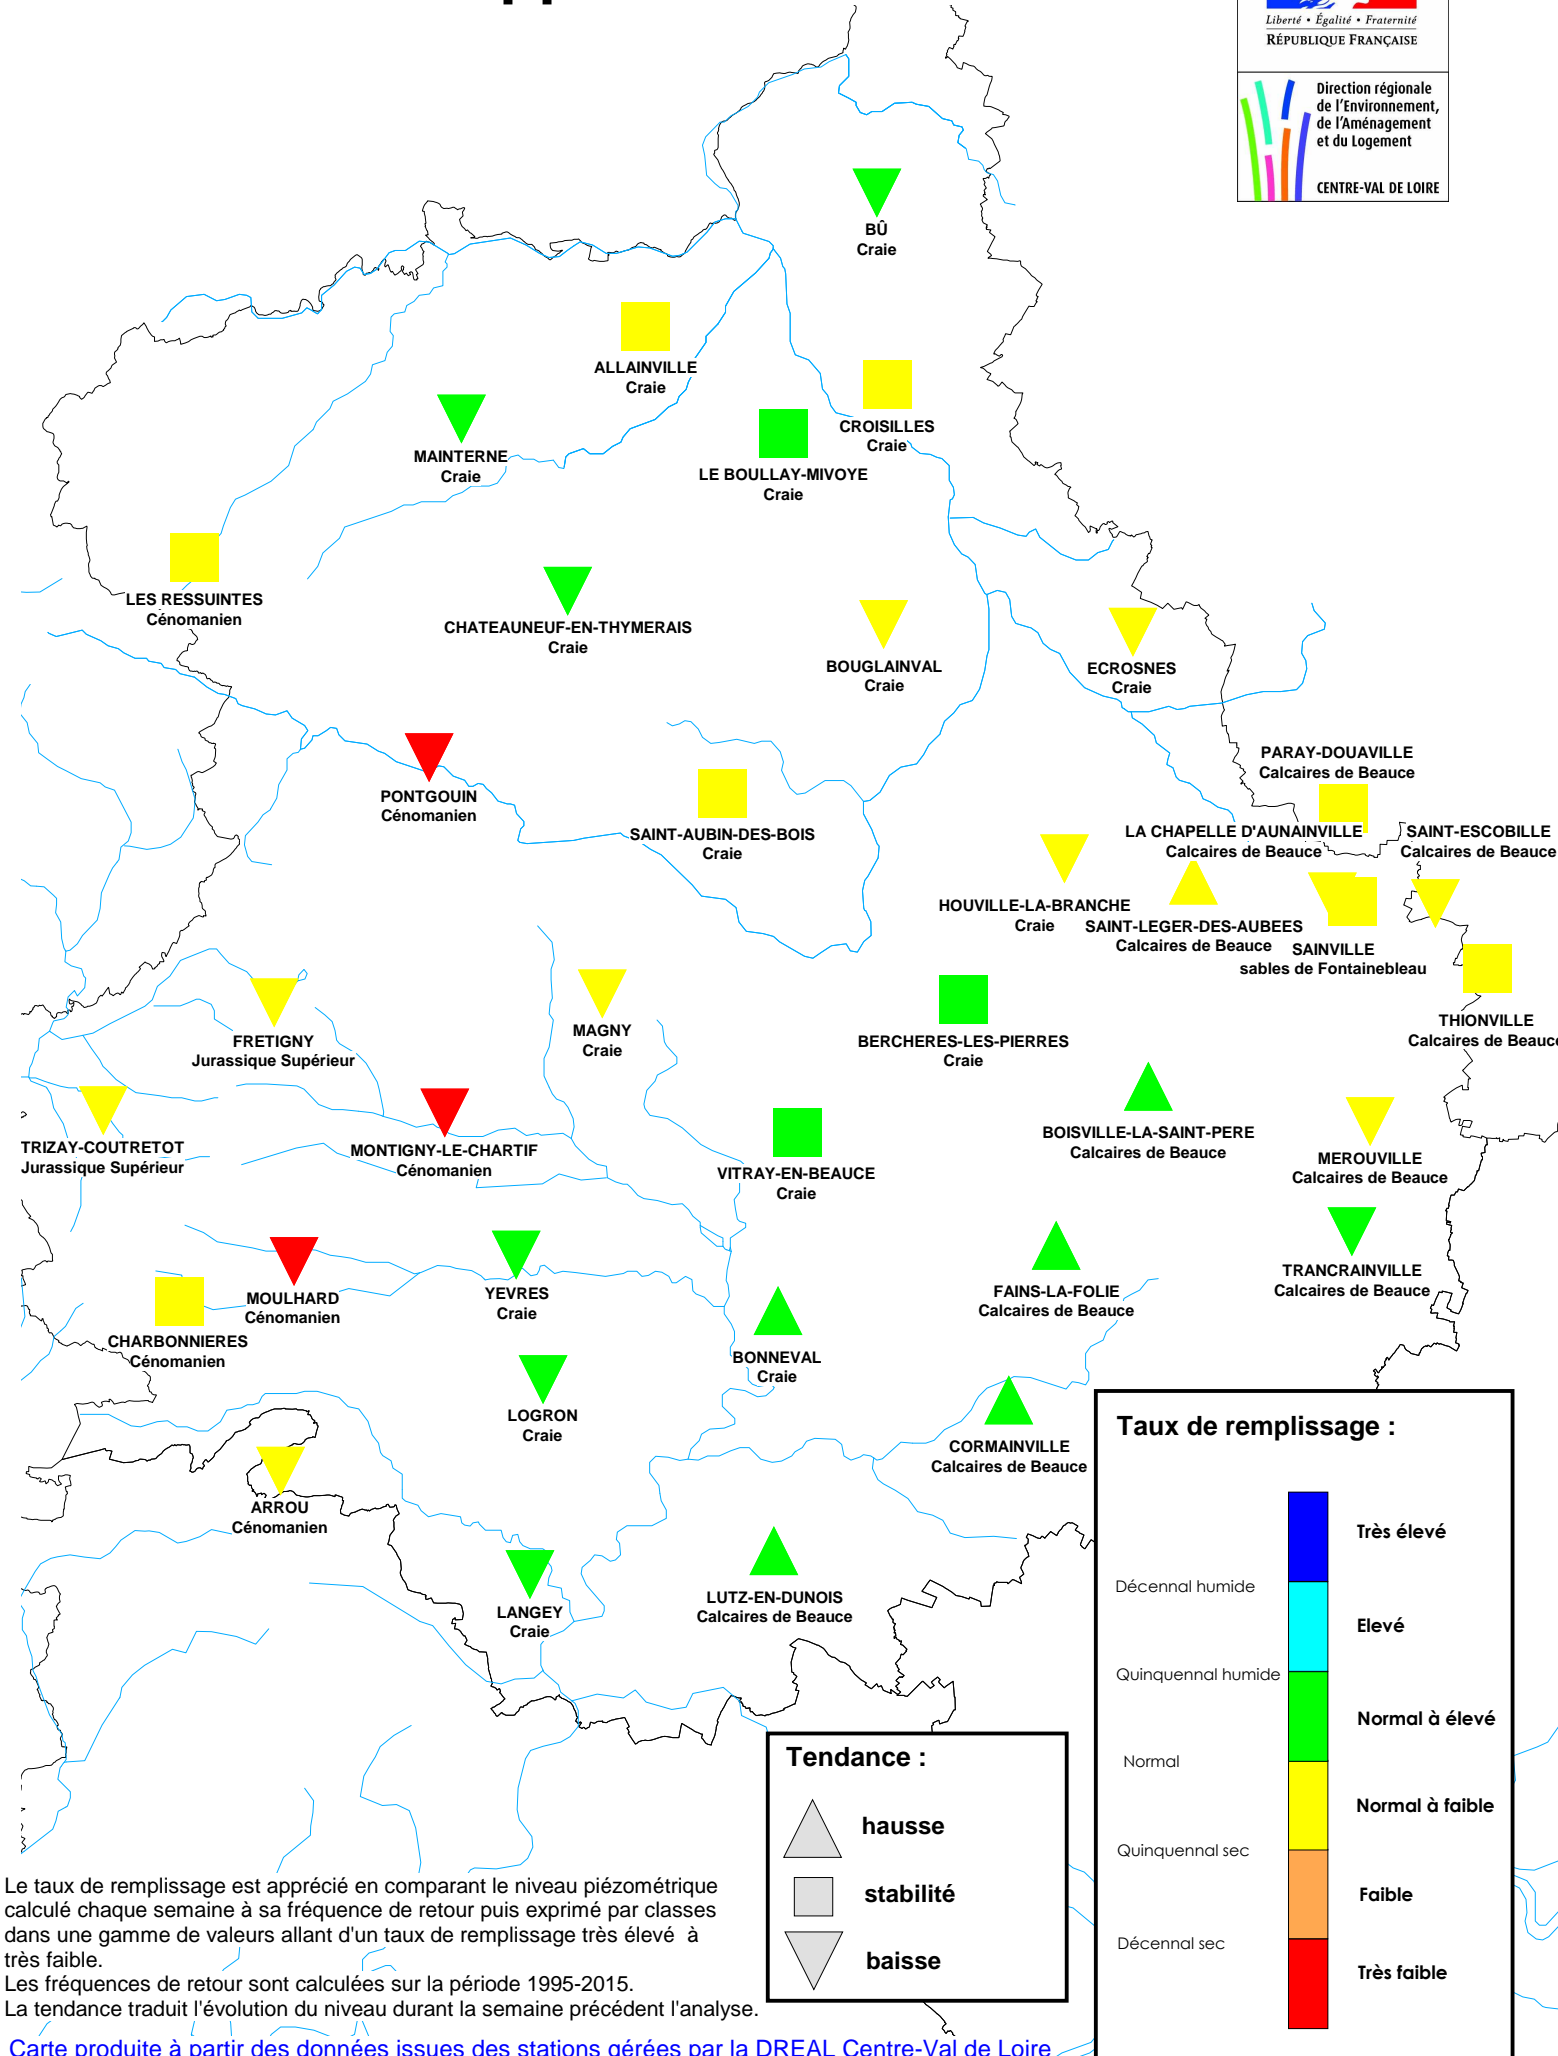 Liberté • Égalité • Fraternité
RÉPUBLIQUE FRANÇAISE
Direction régionale
de l'Environnement,
de l'Aménagement
et du Logement
CENTRE-VAL DE LOIRE
BÛ
Craie
ALLAINVILLE
Craie
CROISILLES
Craie
MAINTERNE
Craie
LE BOULLAY-MIVOYE
Craie
LES RESSUINTES
Cénomanien
CHATEAUNEUF-EN-THYMERAIS
Craie
BOUGLAINVAL
Craie
ECROSNES
Craie
PARAY-DOUAVILLE
Calcaires de Beauce
PONTGOUIN
Cénomanien
SAINT-AUBIN-DES-BOIS
Craie
LA CHAPELLE D'AUNAINVILLE
Calcaires de Beauce
SAINT-ESCOBILLE
Calcaires de Beauce
HOUVILLE-LA-BRANCHE
Craie
SAINT-LEGER-DES-AUBEES
Calcaires de Beauce
SAINVILLE
sables de Fontainebleau
THIONVILLE
Calcaires de Beauce
FRETIGNY
Jurassique Supérieur
MAGNY
Craie
BERCHERES-LES-PIERRES
Craie
TRIZAY-COUTRETOT
Jurassique Supérieur
MONTIGNY-LE-CHARTIF
Cénomanien
VITRAY-EN-BEAUCE
Craie
BOISVILLE-LA-SAINT-PERE
Calcaires de Beauce
MEROUVILLE
Calcaires de Beauce
TRANCRAINVILLE
Calcaires de Beauce
MOULHARD
Cénomanien
YEVRES
Craie
FAINS-LA-FOLIE
Calcaires de Beauce
CHARBONNIERES
Cénomanien
BONNEVAL
Craie
LOGRON
Craie
CORMAINVILLE
Calcaires de Beauce
ARROU
Cénomanien
LANGEY
Craie
LUTZ-EN-DUNOIS
Calcaires de Beauce
Taux de remplissage :
Très élevé
Décennal humide
Elevé
Quinquennal humide
Normal à élevé
Normal
Normal à faible
Quinquennal sec
Faible
Décennal sec
Très faible
Tendance :
hausse
stabilité
baisse
Le taux de remplissage est apprécié en comparant le niveau piézométrique
calculé chaque semaine à sa fréquence de retour puis exprimé par classes
dans une gamme de valeurs allant d'un taux de remplissage très élevé à
très faible.
Les fréquences de retour sont calculées sur la période 1995-2015.
La tendance traduit l'évolution du niveau durant la semaine précédent l'analyse.
Carte produite à partir des données issues des stations gérées par la DREAL Centre-Val de Loire